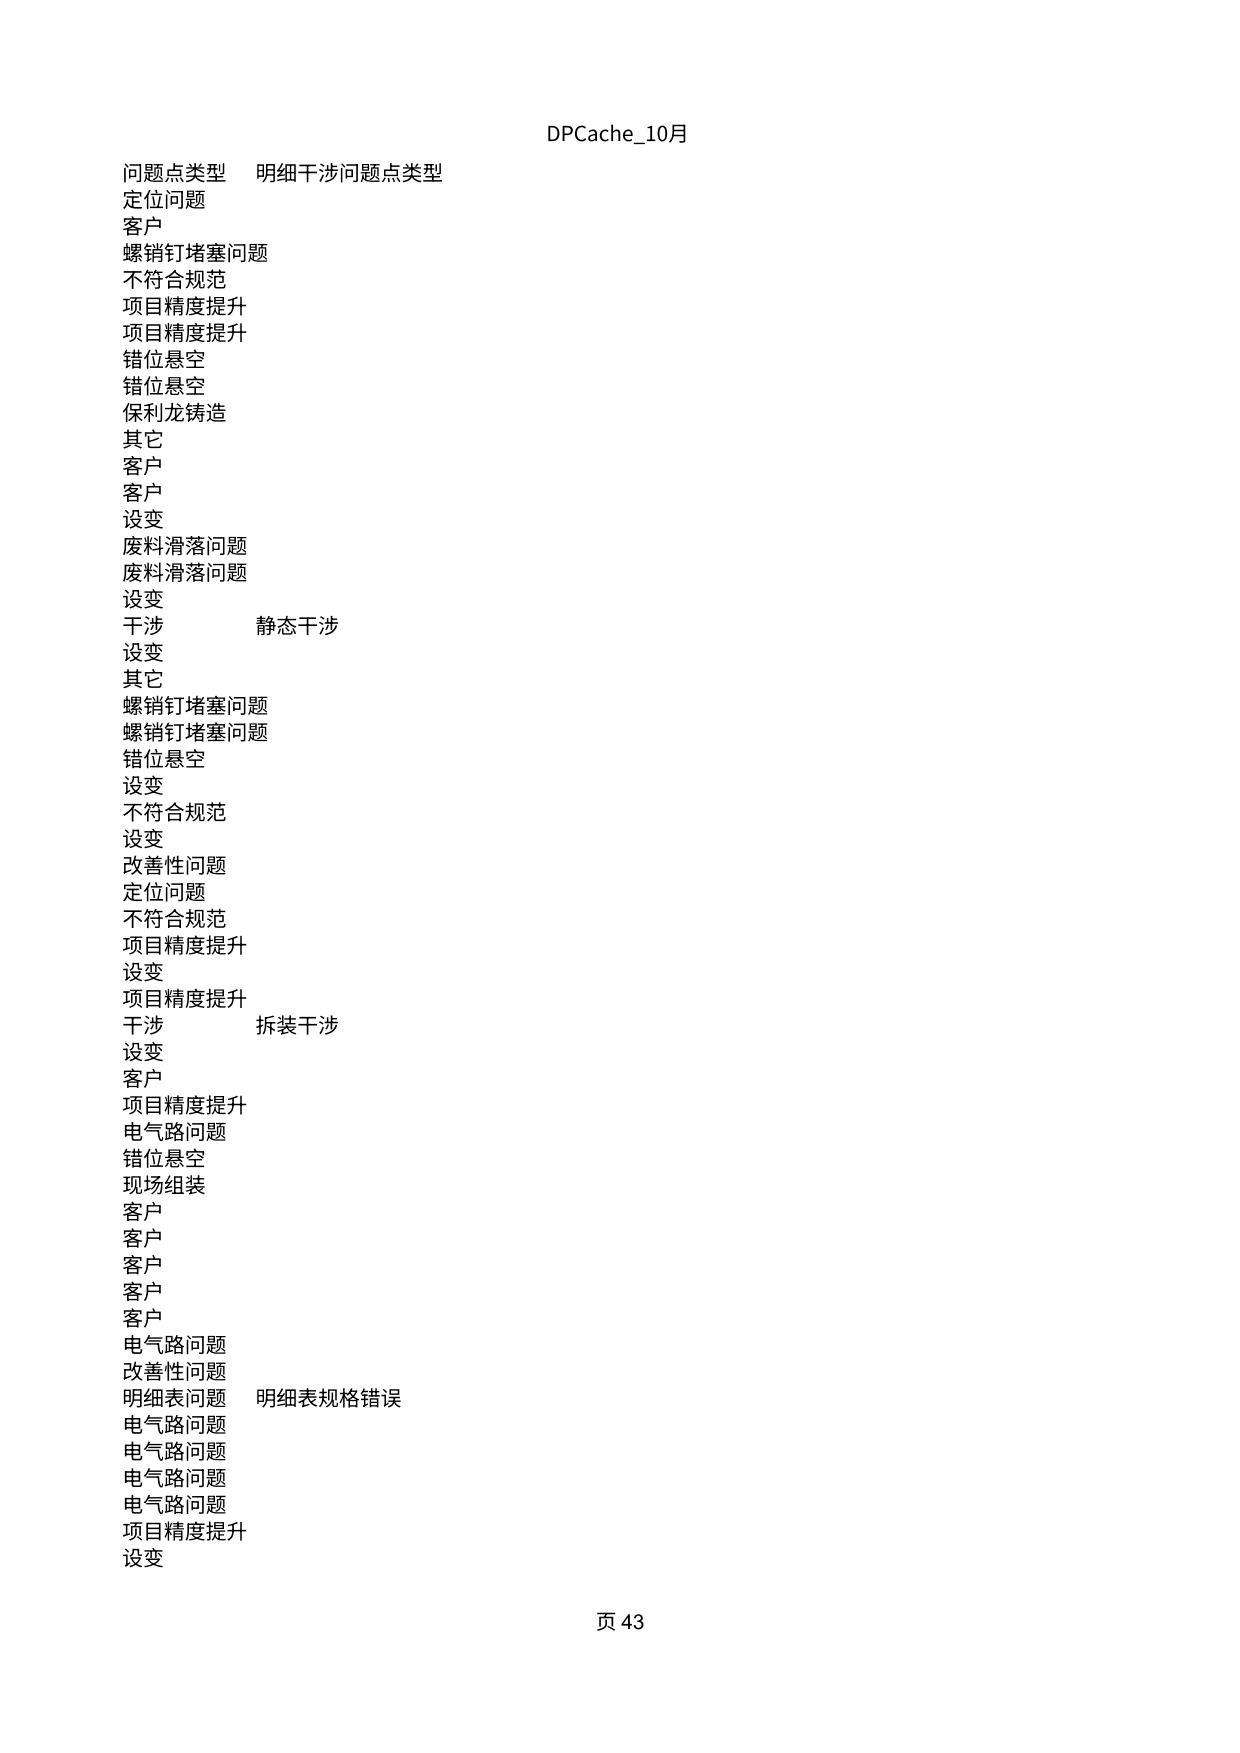 DPCache_10月
问题点类型 明细干涉问题点类型
定位问题
客户
螺销钉堵塞问题
不符合规范
项目精度提升
项目精度提升
错位悬空
错位悬空
保利龙铸造
其它
客户
客户
设变
废料滑落问题
废料滑落问题
设变
干涉 静态干涉
设变
其它
螺销钉堵塞问题
螺销钉堵塞问题
错位悬空
设变
不符合规范
设变
改善性问题
定位问题
不符合规范
项目精度提升
设变
项目精度提升
干涉 拆装干涉
设变
客户
项目精度提升
电气路问题
错位悬空
现场组装
客户
客户
客户
客户
客户
电气路问题
改善性问题
明细表问题 明细表规格错误
电气路问题
电气路问题
电气路问题
电气路问题
项目精度提升
设变
页 43